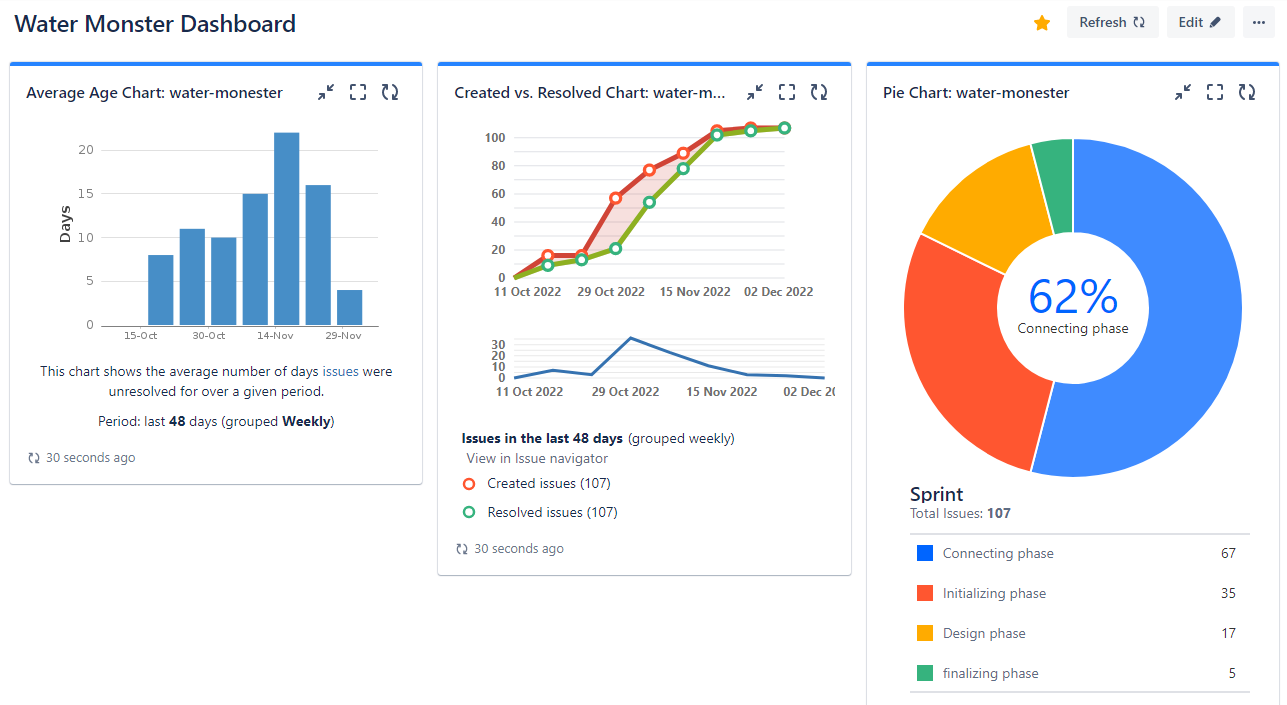 Water Monster Dashboard
Refresh
Edit
Average Age Chart: water-monester
Days
20
15
10
5
0
15-Oct 30-Oct 14-Nov 29-Nov
This chart shows the average number of days issues were
unresolved for over a given period.
Period: last 48 days (grouped Weekly)
30 seconds ago
Created vs. Resolved Chart: water-m...
100
80
60
40
20
0
11 Oct 2022 29 Oct 2022 15 Nov 2022 02 Dec 2022
30
20
10
0
11 Oct 2022 29 Oct 2022 15 Nov 2022 02 Dec 20
Issues in the last 48 days (grouped weekly)
View in Issue navigator
Created issues (107)
Resolved issues (107)
30 seconds ago
Pie Chart: water-monester
62%
Connecting phase
Sprint
Total Issues: 107
Connecting phase 67
Initializing phase 35
Design phase 17
finalizing phase 5